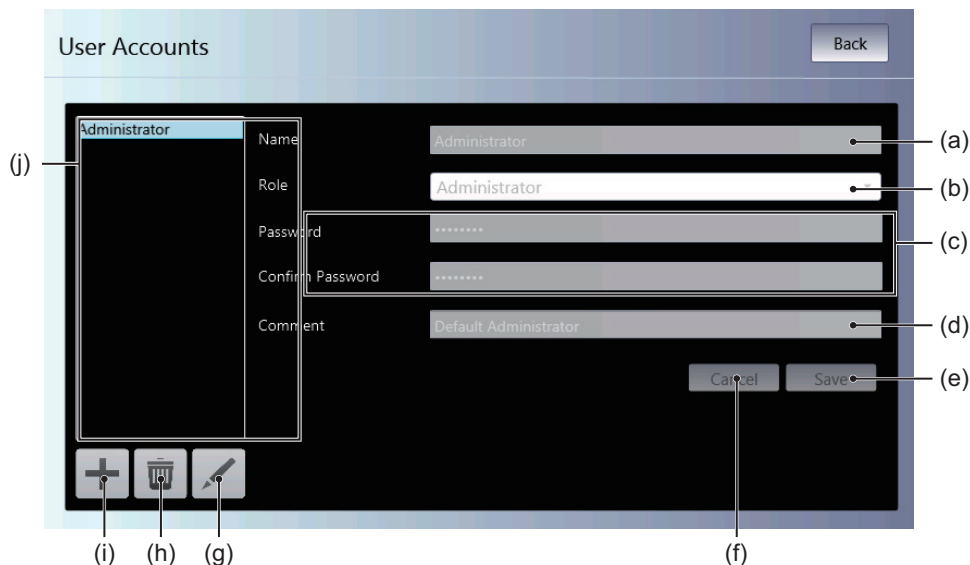 User Accounts Back
Administrator
Name Administrator (a)
(j)
Role Administrator (b)
Password •••••••• (c)
Confirm Password ••••••••
Comment Default Administrator (d)
Cancel Save (e)
(i) (h) (g) (f)